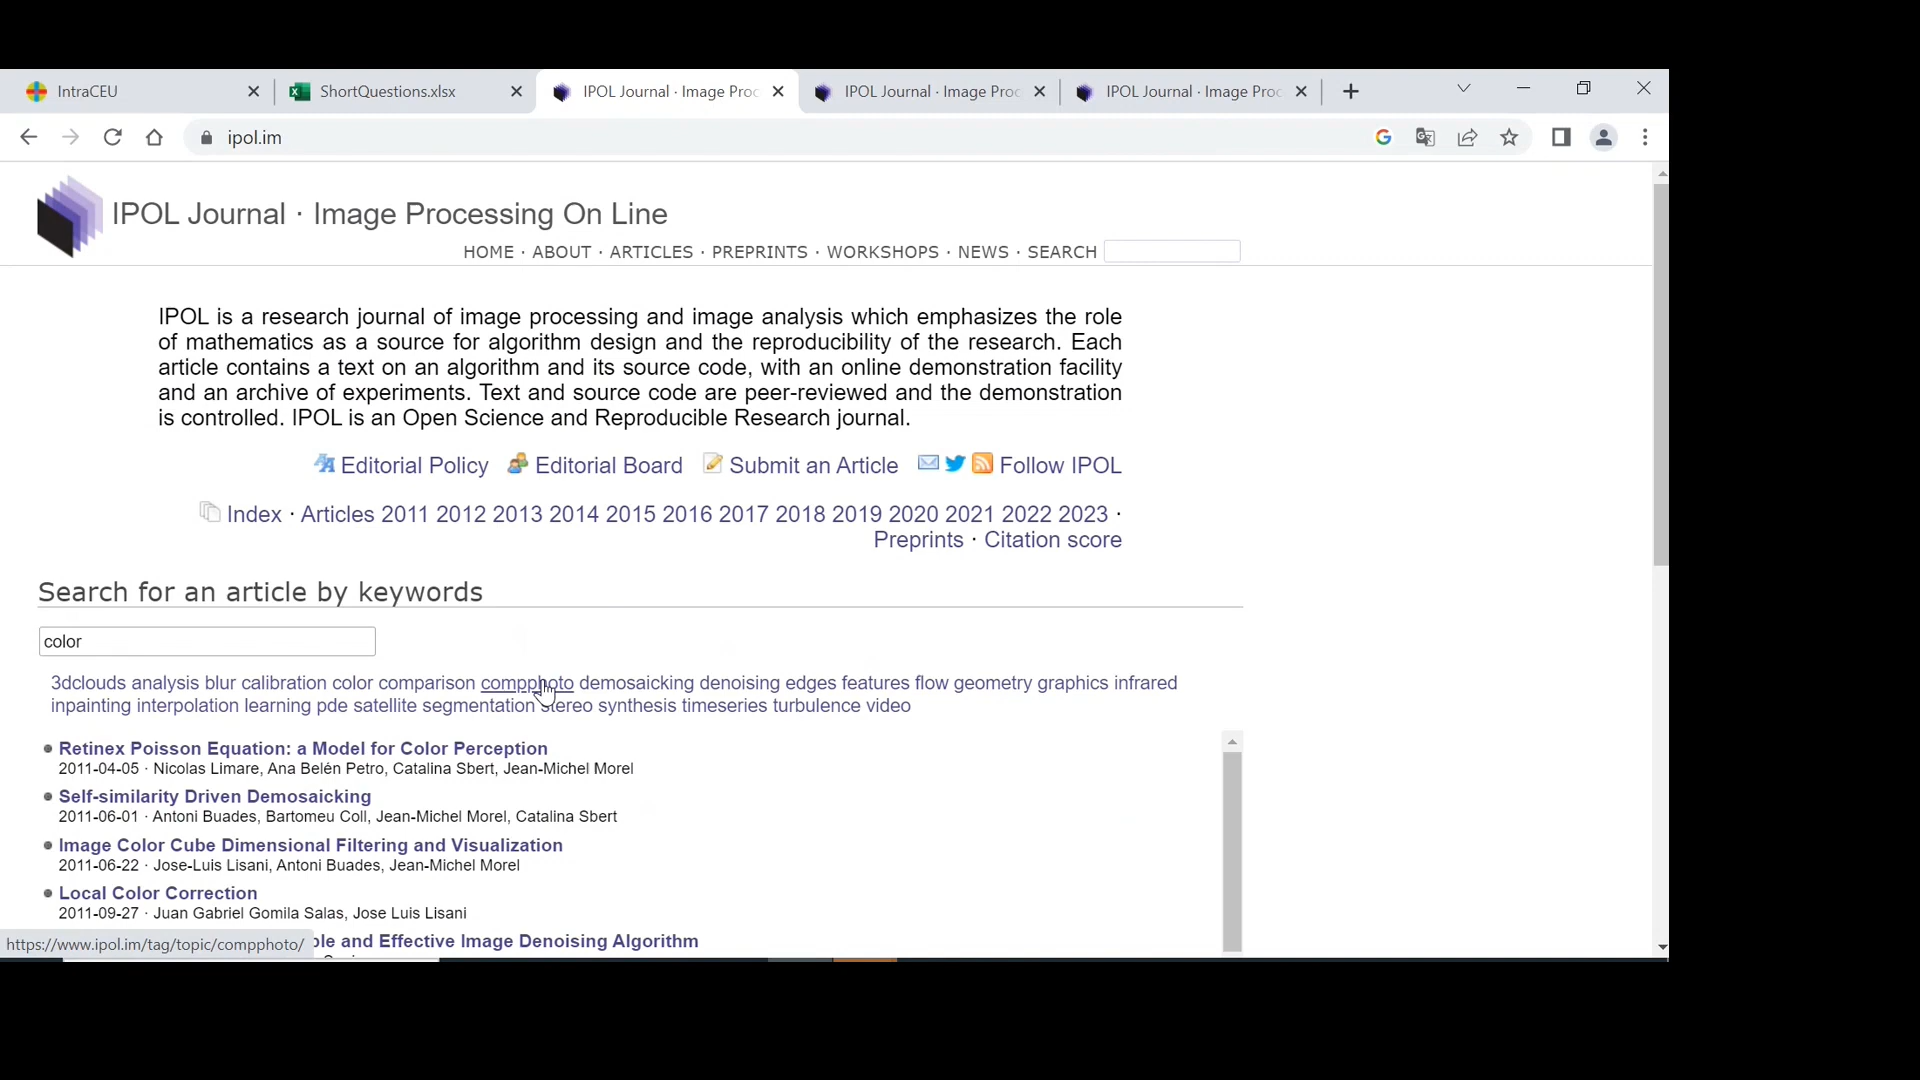 IntraCEU
ShortQuestions.xlsx
IPOL Journal · Image Proc
IPOL Journal · Image Proc
IPOL Journal · Image Proc
ipol.im
IPOL Journal · Image Processing On Line
HOME · ABOUT · ARTICLES · PREPRINTS · WORKSHOPS · NEWS · SEARCH
IPOL is a research journal of image processing and image analysis which emphasizes the role
of mathematics as a source for algorithm design and the reproducibility of the research. Each
article contains a text on an algorithm and its source code, with an online demonstration facility
and an archive of experiments. Text and source code are peer-reviewed and the demonstration
is controlled. IPOL is an Open Science and Reproducible Research journal.
Editorial Policy Editorial Board Submit an Article Follow IPOL
Index · Articles 2011 2012 2013 2014 2015 2016 2017 2018 2019 2020 2021 2022 2023 ·
Preprints · Citation score
Search for an article by keywords
color
3dclouds analysis blur calibration color comparison compphoto demosaicking denoising edges features flow geometry graphics infrared
inpainting interpolation learning pde satellite segmentation stereo synthesis timeseries turbulence video
Retinex Poisson Equation: a Model for Color Perception
2011-04-05 · Nicolas Limare, Ana Belén Petro, Catalina Sbert, Jean-Michel Morel
Self-similarity Driven Demosaicking
2011-06-01 · Antoni Buades, Bartomeu Coll, Jean-Michel Morel, Catalina Sbert
Image Color Cube Dimensional Filtering and Visualization
2011-06-22 · Jose-Luis Lisani, Antoni Buades, Jean-Michel Morel
Local Color Correction
2011-09-27 · Juan Gabriel Gomila Salas, Jose Luis Lisani
ple and Effective Image Denoising Algorithm
https://www.ipol.im/tag/topic/compphoto/